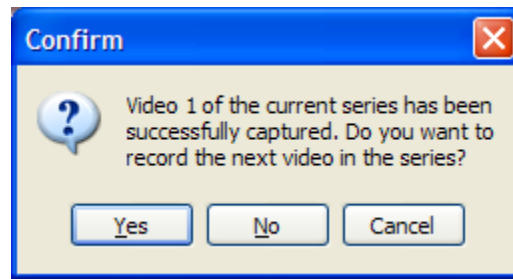 Confirm
Video 1 of the current series has been
successfully captured. Do you want to
record the next video in the series?
Yes No Cancel